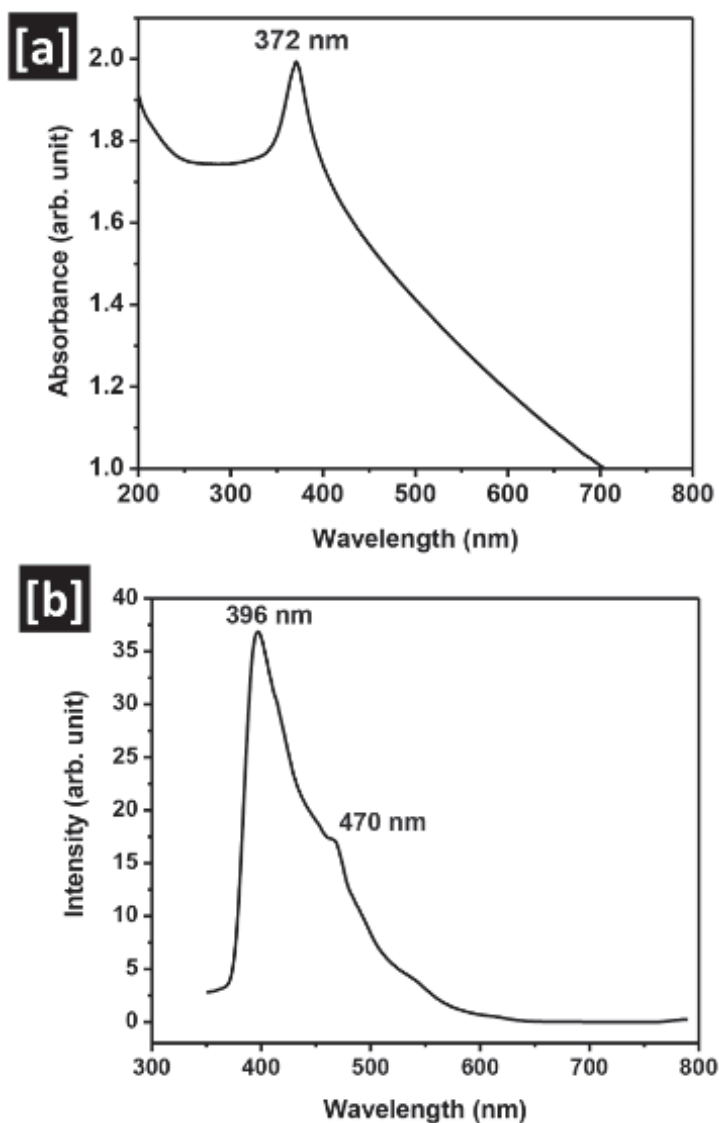 [a]
372 nm
2.0
1.8
1.6
1.4
1.2
1.0
Absorbance (arb. unit)
200 300 400 500 600 700 800
Wavelength (nm)
[b]
396 nm
470 nm
40
35
30
25
20
15
10
5
0
Intensity (arb. unit)
300 400 500 600 700 800
Wavelength (nm)